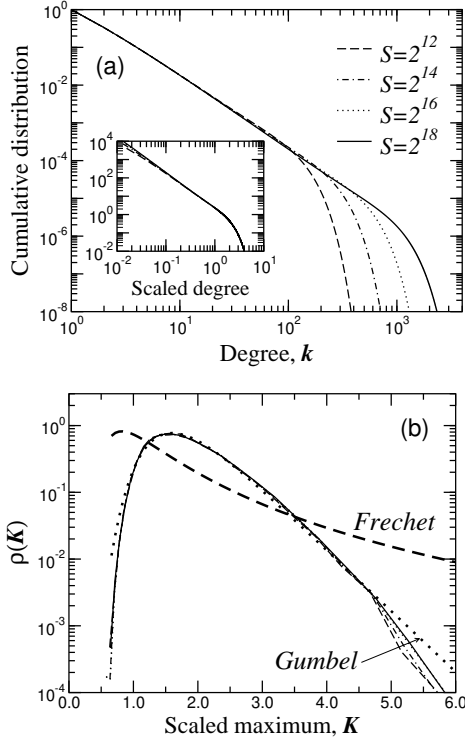 10^0
10^-2
10^-4
10^-6
10^-8
10^0
10^1
10^2
10^3
Cumulative distribution
Degree, k
(a)
S=2^12
S=2^14
S=2^16
S=2^18
10^4
10^2
10^0
10^-2
10^-2
10^-1
10^0
10^1
Scaled degree
(b)
10^0
10^-1
10^-2
10^-3
10^-4
0.0 1.0 2.0 3.0 4.0 5.0 6.0
ρ(K)
Scaled maximum, K
Frechet
Gumbel